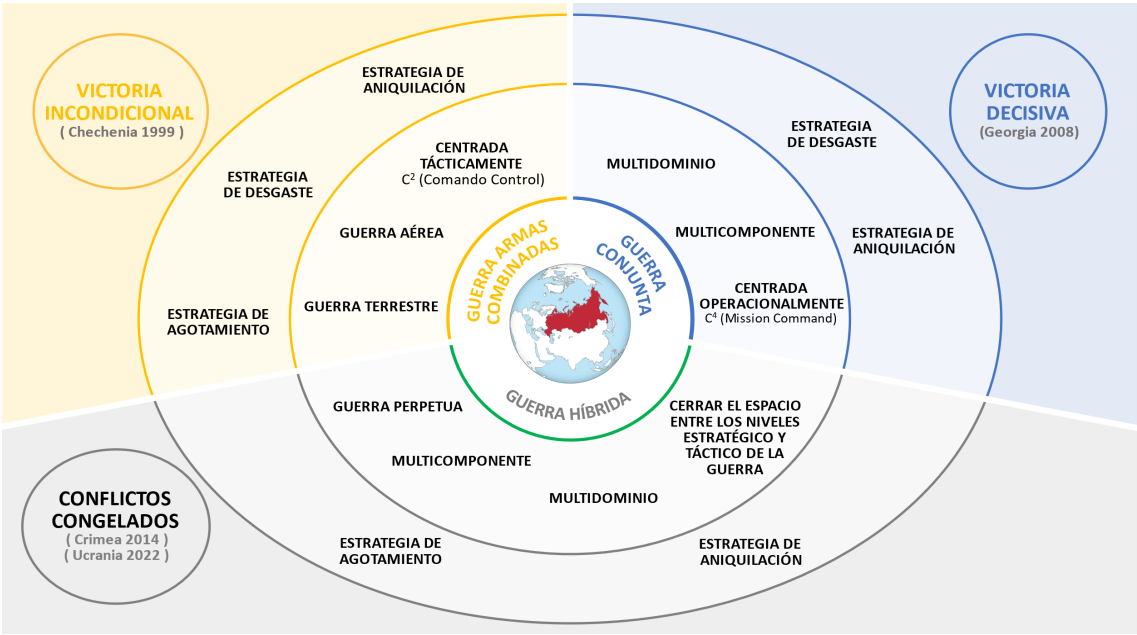 VICTORIA
INCONDICIONAL
( Chechenia 1999 )
ESTRATEGIA DE
ANIQUILACIÓN
ESTRATEGIA
DE DESGASTE
ESTRATEGIA DE
AGOTAMIENTO
CENTRADA
TÁCTICAMENTE
C² (Comando Control)
GUERRA AÉREA
GUERRA TERRESTRE
GUERRA ARMAS
COMBINADAS
VICTORIA
DECISIVA
(Georgia 2008)
ESTRATEGIA
DE DESGASTE
ESTRATEGIA DE
ANIQUILACIÓN
MULTIDOMINIO
MULTICOMPONENTE
CENTRADA
OPERACIONALMENTE
C⁴ (Mission Command)
GUERRA
CONJUNTA
GUERRA HÍBRIDA
GUERRA PERPETUA
MULTICOMPONENTE
MULTIDOMINIO
CERRAR EL ESPACIO
ENTRE LOS NIVELES
ESTRATÉGICO Y
TÁCTICO DE LA
GUERRA
ESTRATEGIA DE
AGOTAMIENTO
ESTRATEGIA DE
ANIQUILACIÓN
CONFLICTOS
CONGELADOS
( Crimea 2014 )
( Ucrania 2022 )